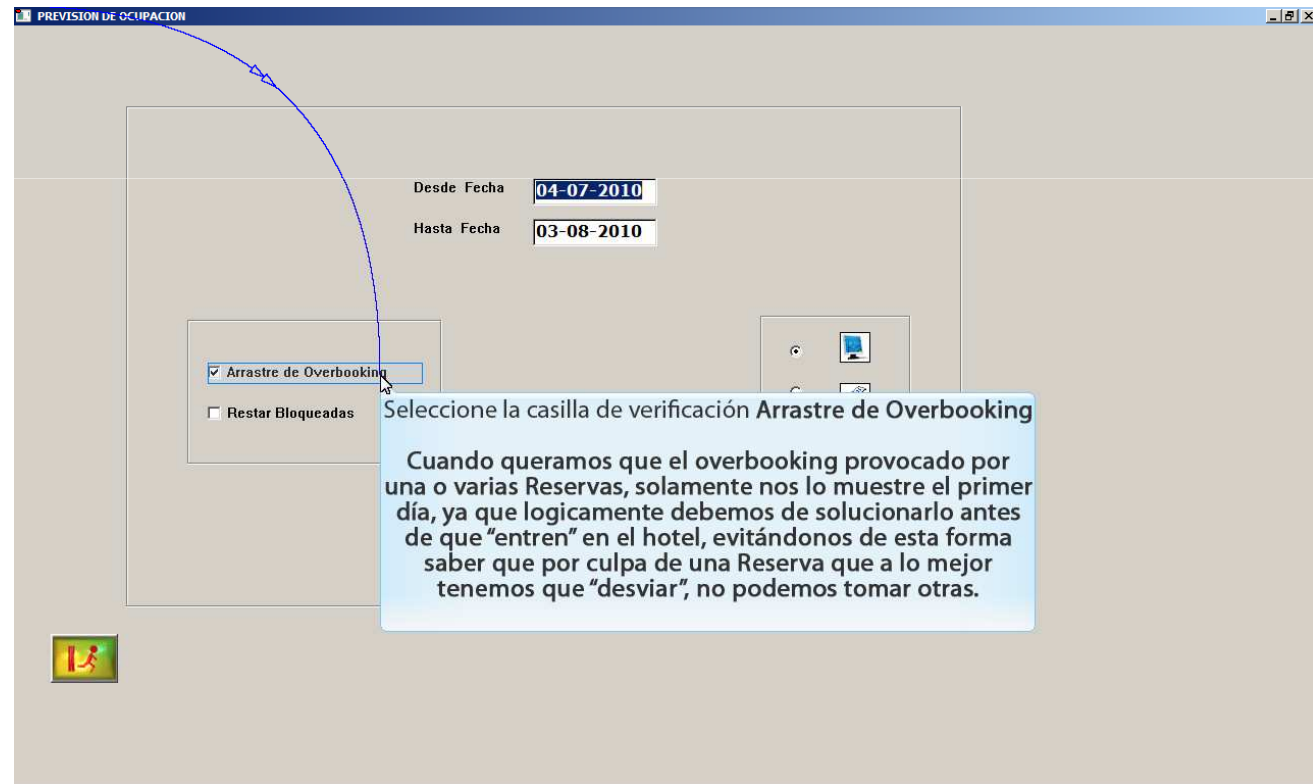 PREVISION DE OCUPACION
Desde Fecha 04-07-2010
Hasta Fecha 03-08-2010
Arrastre de Overbooking
Restar Bloqueadas
Seleccione la casilla de verificación Arrastre de Overbooking
Cuando queramos que el overbooking provocado por
una o varias Reservas, solamente nos lo muestre el primer
día, ya que logicamente debemos de solucionarlo antes
de que “entren” en el hotel, evitándonos de esta forma
saber que por culpa de una Reserva que a lo mejor
tenemos que “desviar”, no podemos tomar otras.